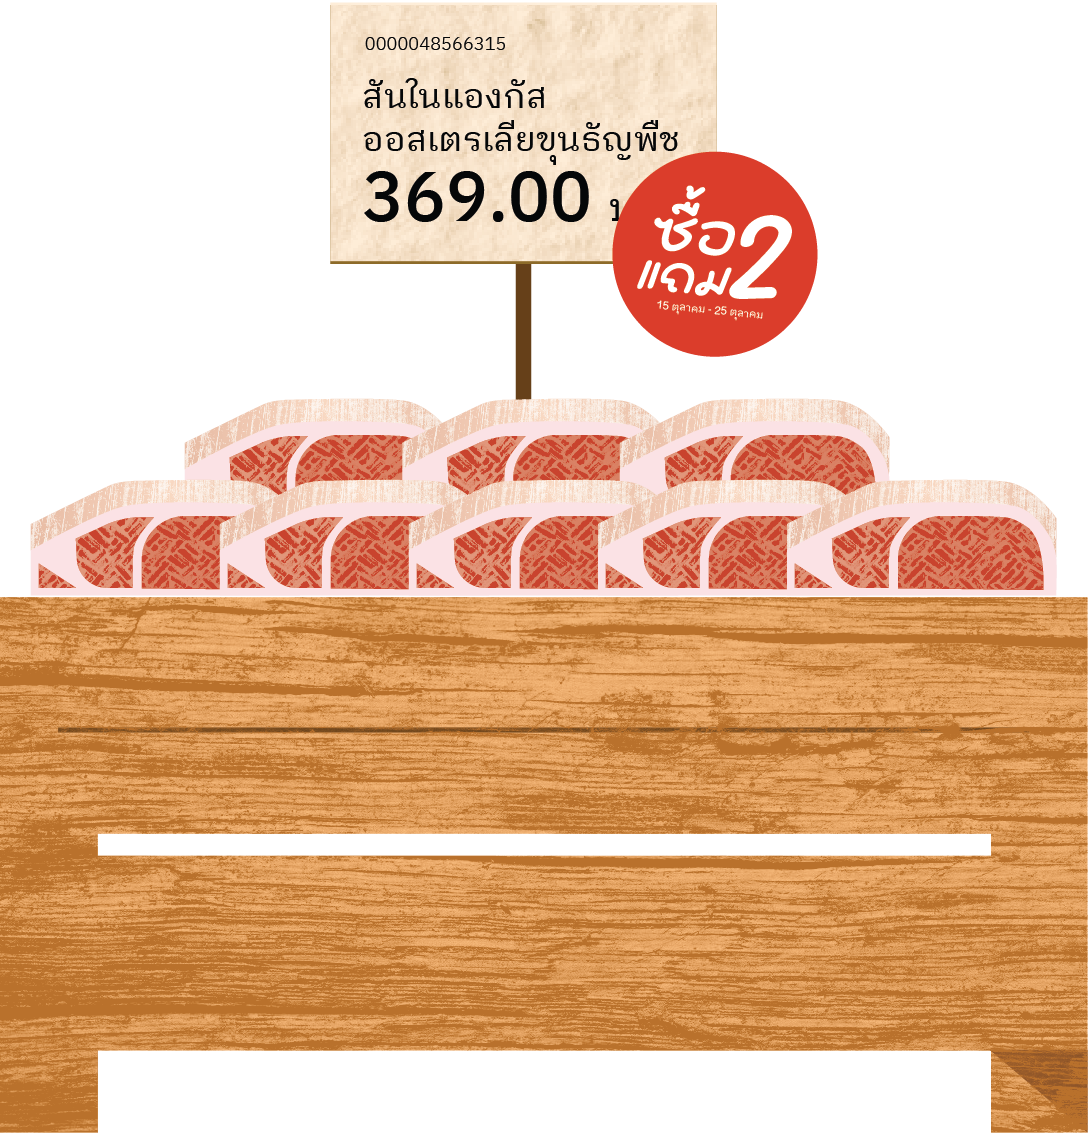 0000048566315
สันในแองกัส
ออสเตรเลียขุนธัญพืช
369.00
ซื้อ
แถม 2
15 ตุลาคม - 25 ตุลาคม